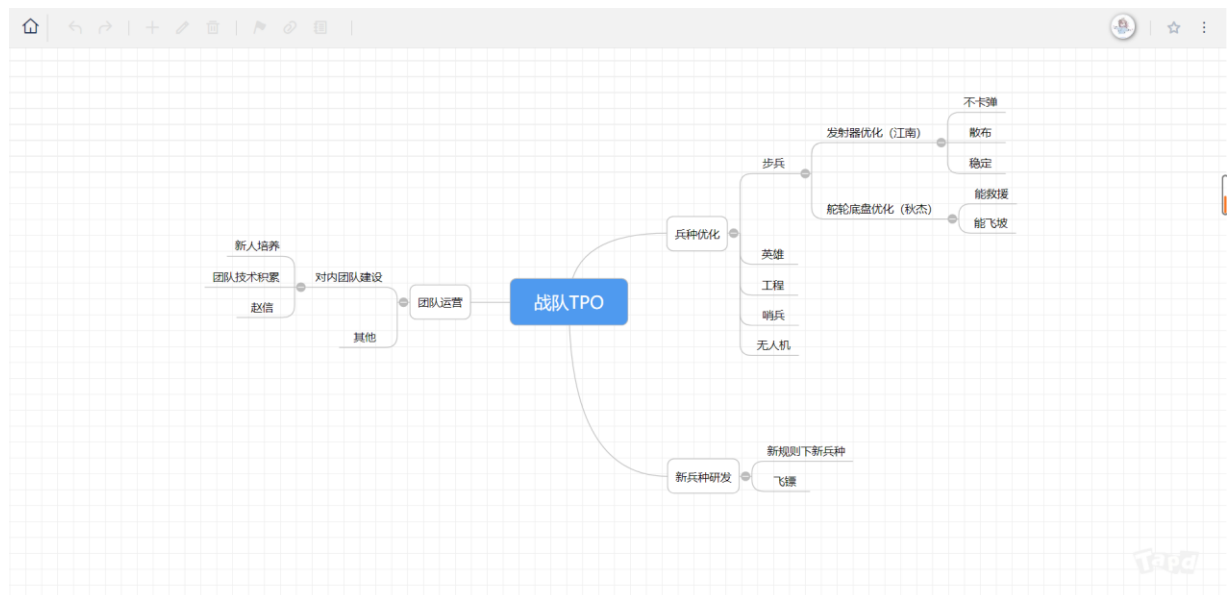 战队TPO
兵种优化
步兵
发射器优化（江南）
不卡弹
散布
稳定
舵轮底盘优化（秋杰）
能救援
能飞坡
英雄
工程
哨兵
无人机
新兵种研发
新规则下新兵种
飞镖
团队运营
对内团队建设
新人培养
团队技术积累
赵信
其他
Tapd